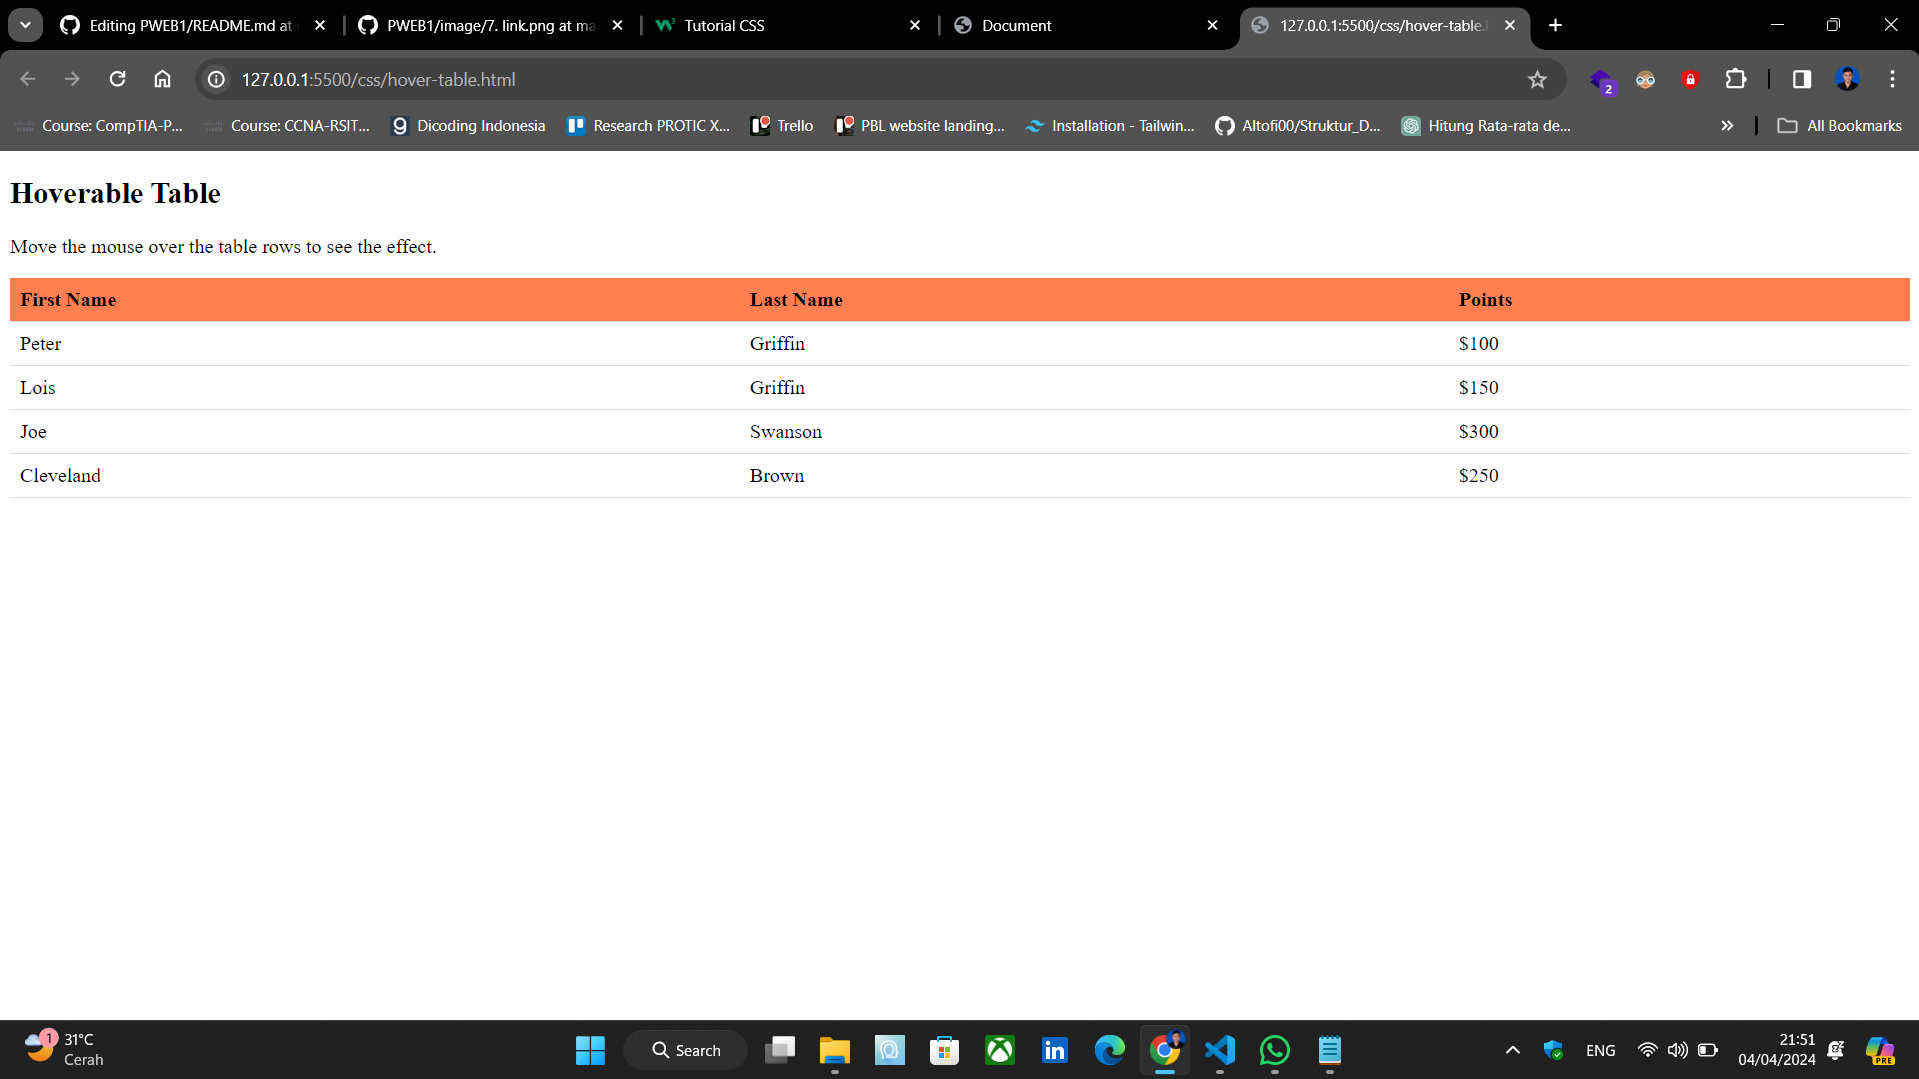 Editing PWEB1/README.md at
PWEB1/image/7. link.png at ma
Tutorial CSS
Document
127.0.0.1:5500/css/hover-table.
127.0.0.1:5500/css/hover-table.html
2
Course: CompTIA-P...
Course: CCNA-RSIT...
Dicoding Indonesia
Research PROTIC X...
Trello
PBL website landing...
Installation - Tailwin...
Altofi00/Struktur_D...
Hitung Rata-rata de...
All Bookmarks
Hoverable Table
Move the mouse over the table rows to see the effect.
First Name Last Name Points
Peter Griffin $100
Lois Griffin $150
Joe Swanson $300
Cleveland Brown $250
1
31°C
Cerah
Search
ENG
21:51
04/04/2024
PRE